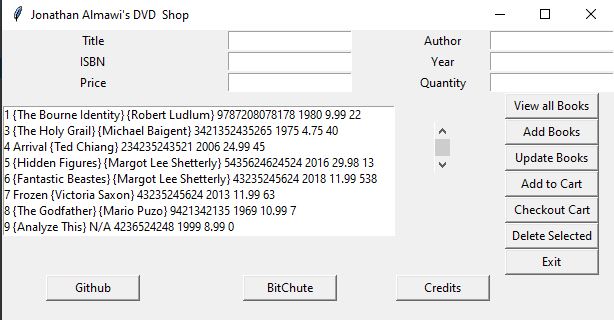 Jonathan Almawi's DVD Shop
Title Author
ISBN Year
Price Quantity
View all Books
1 {The Bourne Identity} {Robert Ludlum} 9787208078178 1980 9.99 22
3 {The Holy Grail} {Michael Baigent} 3421352435265 1975 4.75 40
4 Arrival {Ted Chiang} 234235243521 2006 24.99 45
5 {Hidden Figures} {Margot Lee Shetterly} 5435624624524 2016 29.98 13
6 {Fantastic Beastes} {Margot Lee Shetterly} 43235245624 2018 11.99 538
7 Frozen {Victoria Saxon} 43235245624 2013 11.99 63
8 {The Godfather} {Mario Puzo} 9421342135 1969 10.99 7
9 {Analyze This} N/A 4236524248 1999 8.99 0
Add Books
Update Books
Add to Cart
Checkout Cart
Delete Selected
Exit
Github BitChute Credits